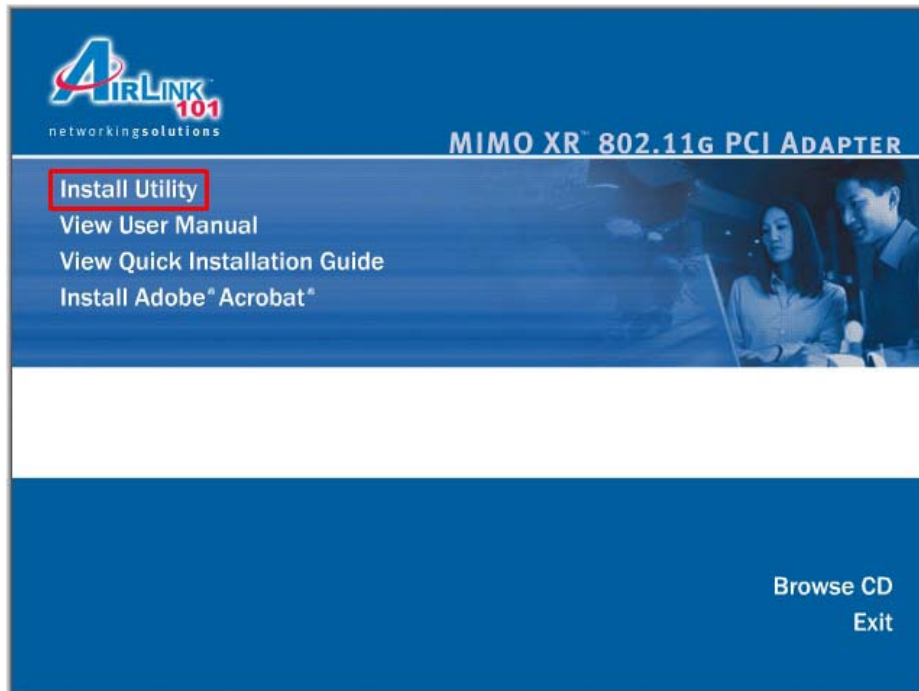 AIRLINK
101
networkingsolutions
MIMO XR™ 802.11G PCI ADAPTER
Install Utility
View User Manual
View Quick Installation Guide
Install Adobe® Acrobat®
Browse CD
Exit